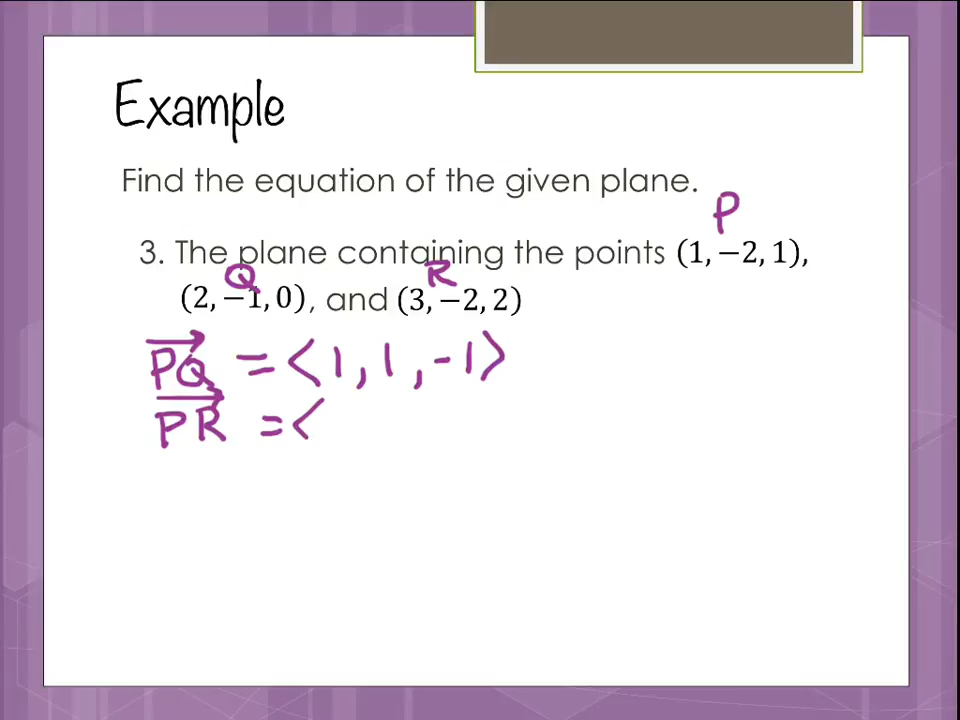 Example
Find the equation of the given plane.
P
3. The plane containing the points (1, −2, 1),
Q R
(2, −1, 0), and (3, −2, 2)
PQ = <1, 1, -1>
PR = <